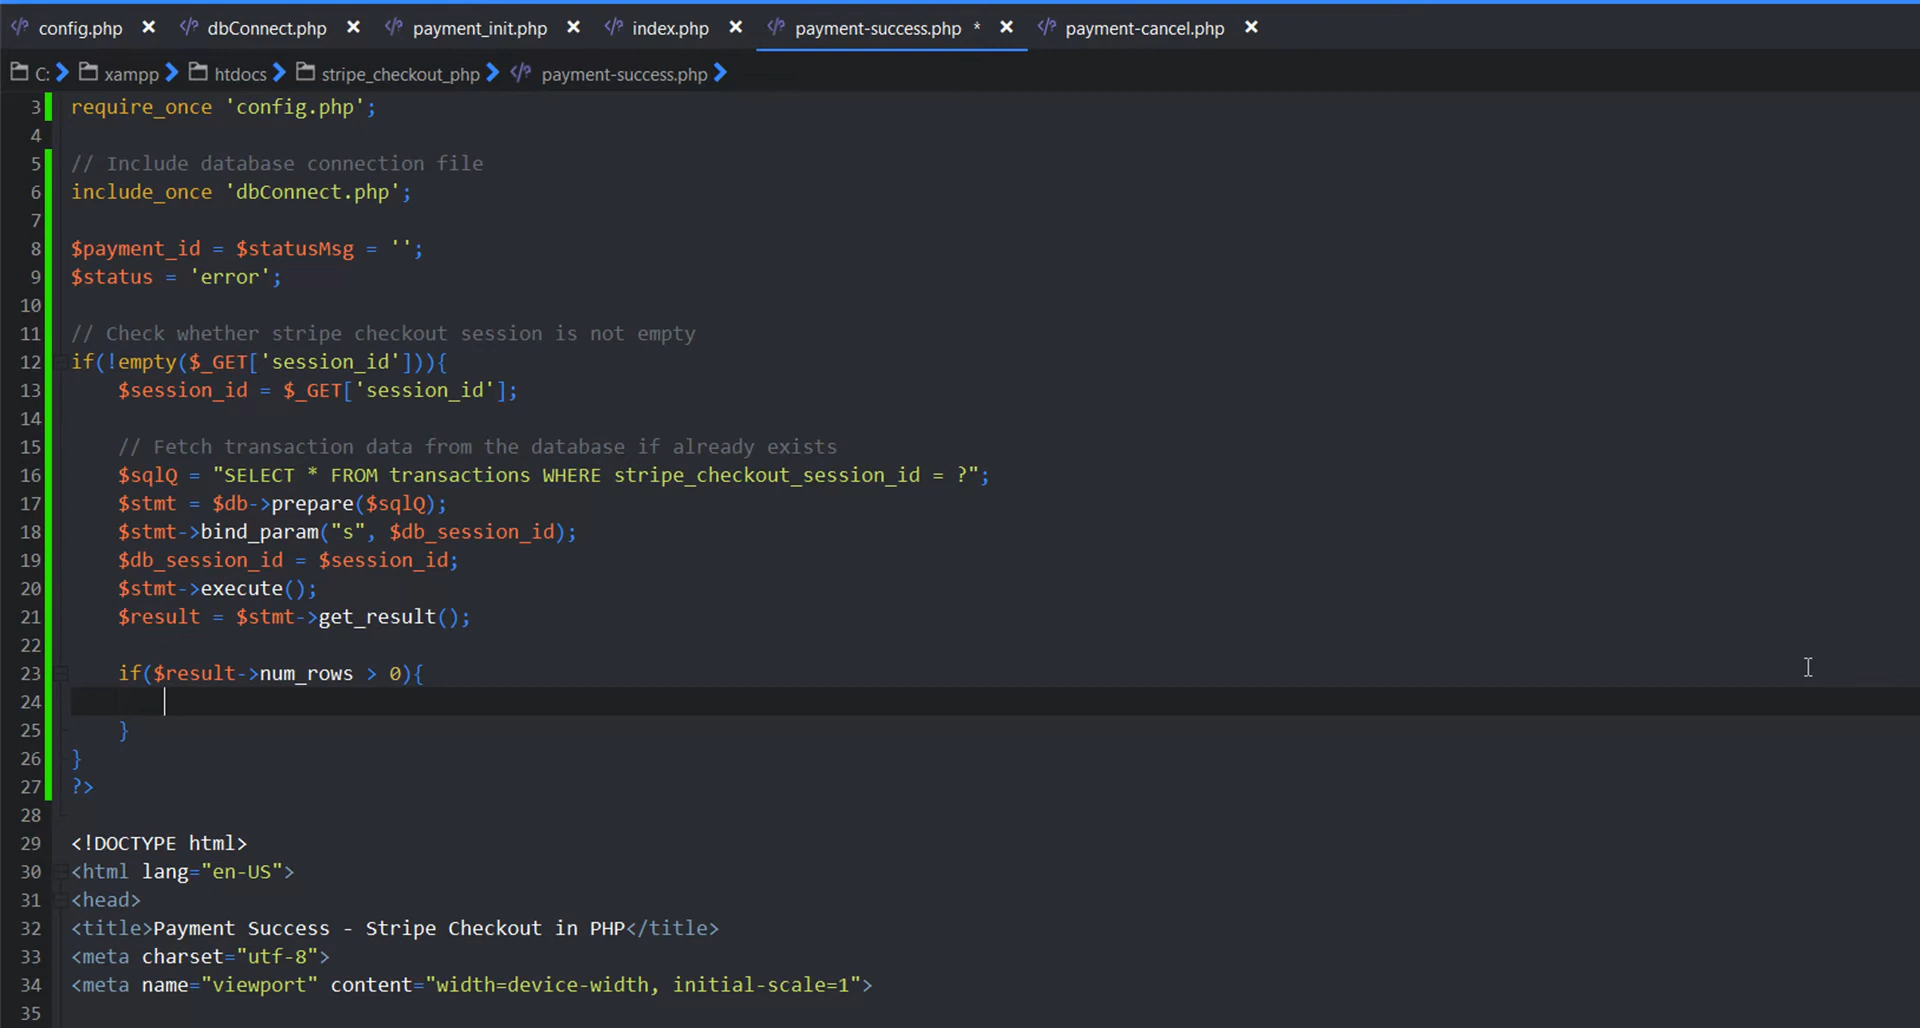 config.php × dbConnect.php × payment_init.php × index.php × payment-success.php * × payment-cancel.php ×
C: xampp htdocs stripe_checkout_php payment-success.php
3 require_once 'config.php';
4
5 // Include database connection file
6 include_once 'dbConnect.php';
7
8 $payment_id = $statusMsg = '';
9 $status = 'error';
10
11 // Check whether stripe checkout session is not empty
12 if(!empty($_GET['session_id'])){
13     $session_id = $_GET['session_id'];
14
15     // Fetch transaction data from the database if already exists
16     $sqlQ = "SELECT * FROM transactions WHERE stripe_checkout_session_id = ?";
17     $stmt = $db->prepare($sqlQ);
18     $stmt->bind_param("s", $db_session_id);
19     $db_session_id = $session_id;
20     $stmt->execute();
21     $result = $stmt->get_result();
22
23     if($result->num_rows > 0){
24
25     }
26 }
27 ?>
28
29 <!DOCTYPE html>
30 <html lang="en-US">
31 <head>
32 <title>Payment Success - Stripe Checkout in PHP</title>
33 <meta charset="utf-8">
34 <meta name="viewport" content="width=device-width, initial-scale=1">
35